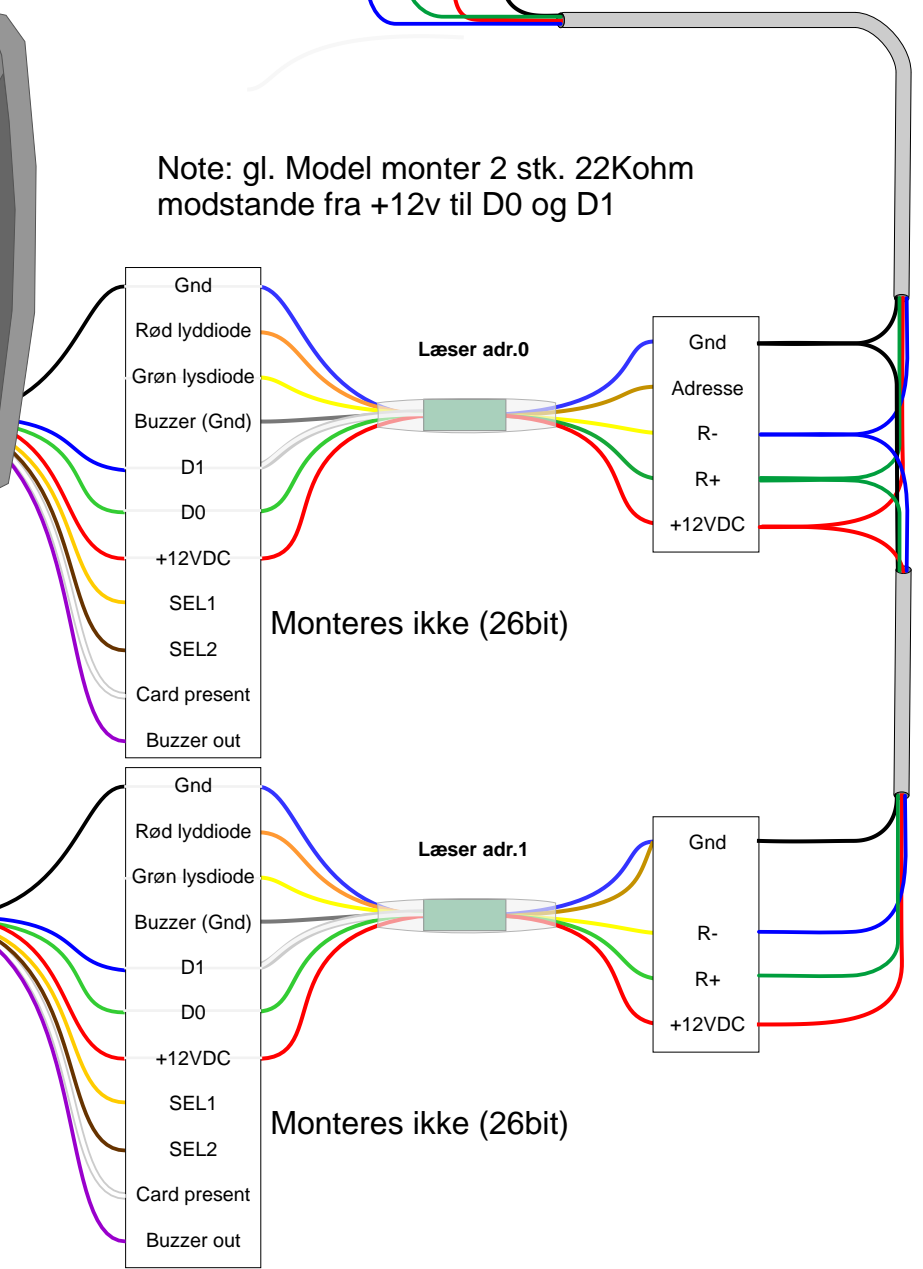 Note: gl. Model monter 2 stk. 22Kohm
modstande fra +12v til D0 og D1
Gnd
Rød lyddiode
Grøn lysdiode
Buzzer (Gnd)
D1
D0
+12VDC
SEL1
SEL2
Card present
Buzzer out
Læser adr.0
Monteres ikke (26bit)
Gnd
Adresse
R-
R+
+12VDC
Gnd
Rød lyddiode
Grøn lysdiode
Buzzer (Gnd)
D1
D0
+12VDC
SEL1
SEL2
Card present
Buzzer out
Læser adr.1
Monteres ikke (26bit)
Gnd
R-
R+
+12VDC